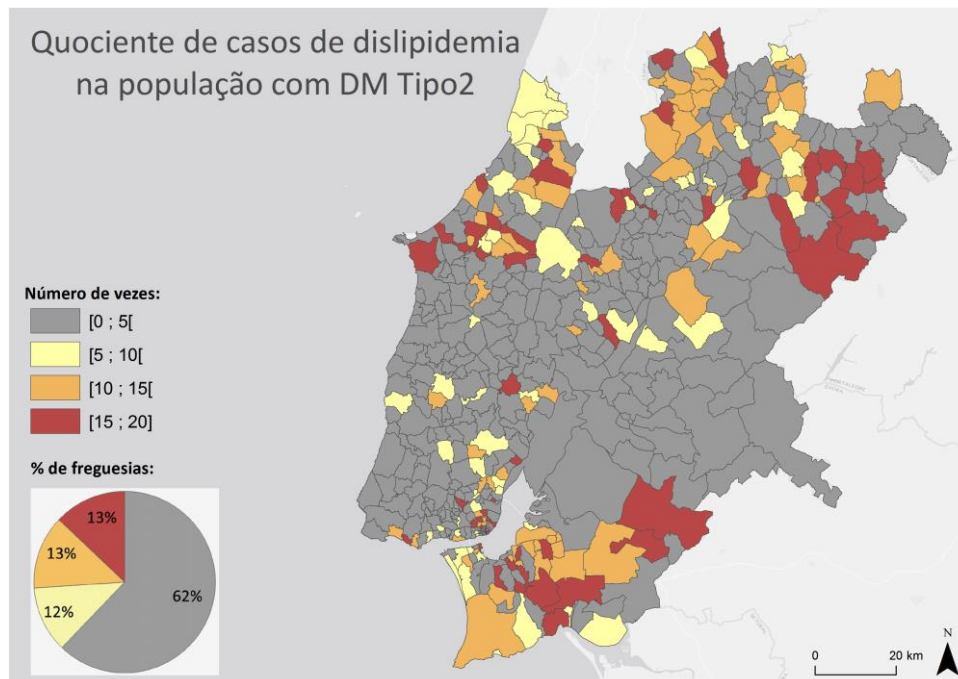 Quociente de casos de dislipidemia
na população com DM Tipo2
Número de vezes:
[0 ; 5[
[5 ; 10[
[10 ; 15[
[15 ; 20]
% de freguesias:
13%
13%
12%
62%
N
0 20 km